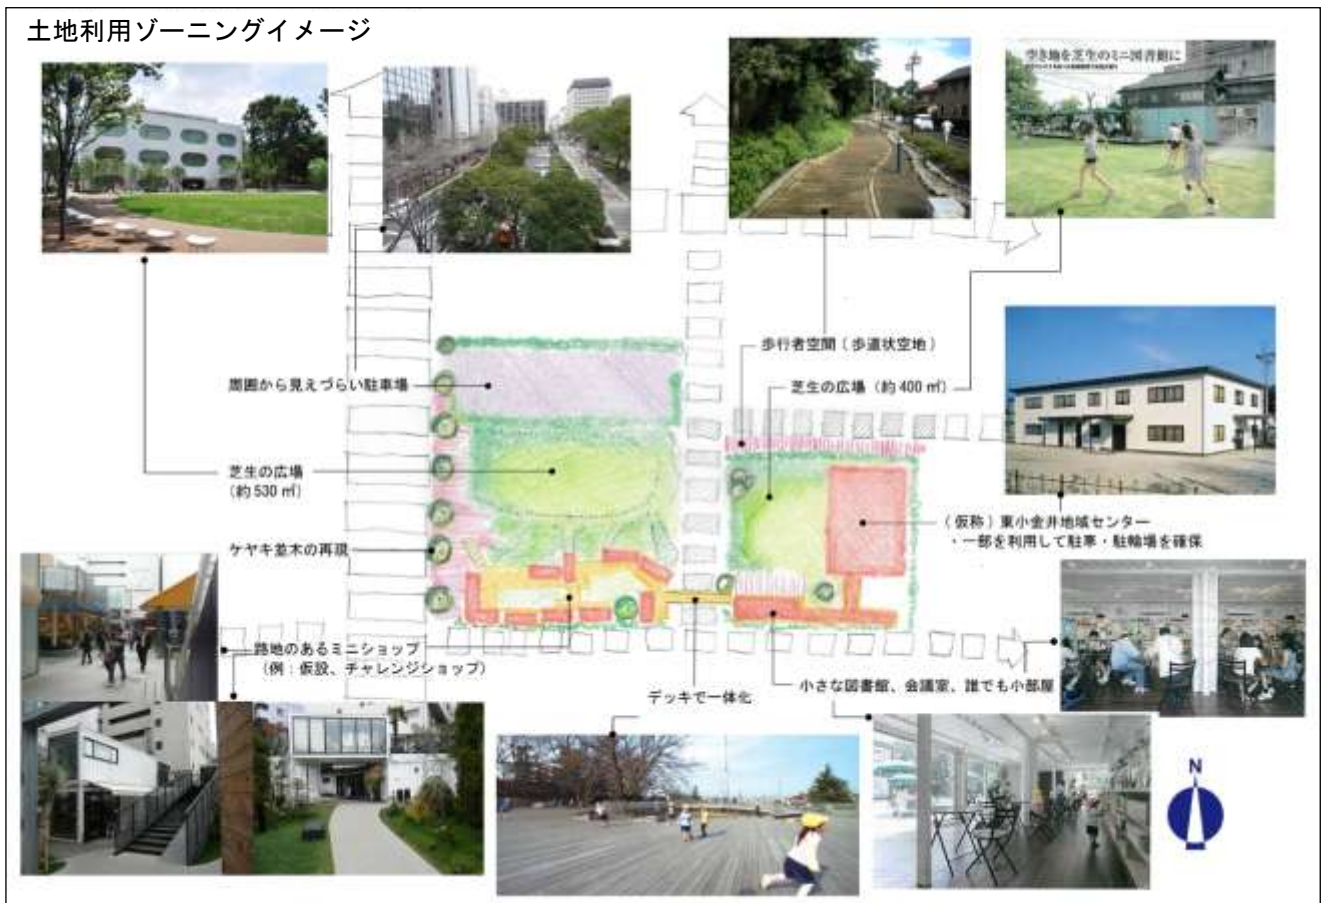 土地利用ゾーニングイメージ
空き地を芝生のミニ図書館に
歩行者空間(歩道状空地)
周囲から見えづらい駐車場
芝生の広場(約400㎡)
芝生の広場
(約530㎡)
(仮称)東小金井地域センター
・一部を利用して駐車・駐輪場を確保
ケヤキ並木の再現
路地のあるミニショップ
(例:仮設、チャレンジショップ)
小さな図書館、会議室、誰でも小部屋
デッキで一体化
N